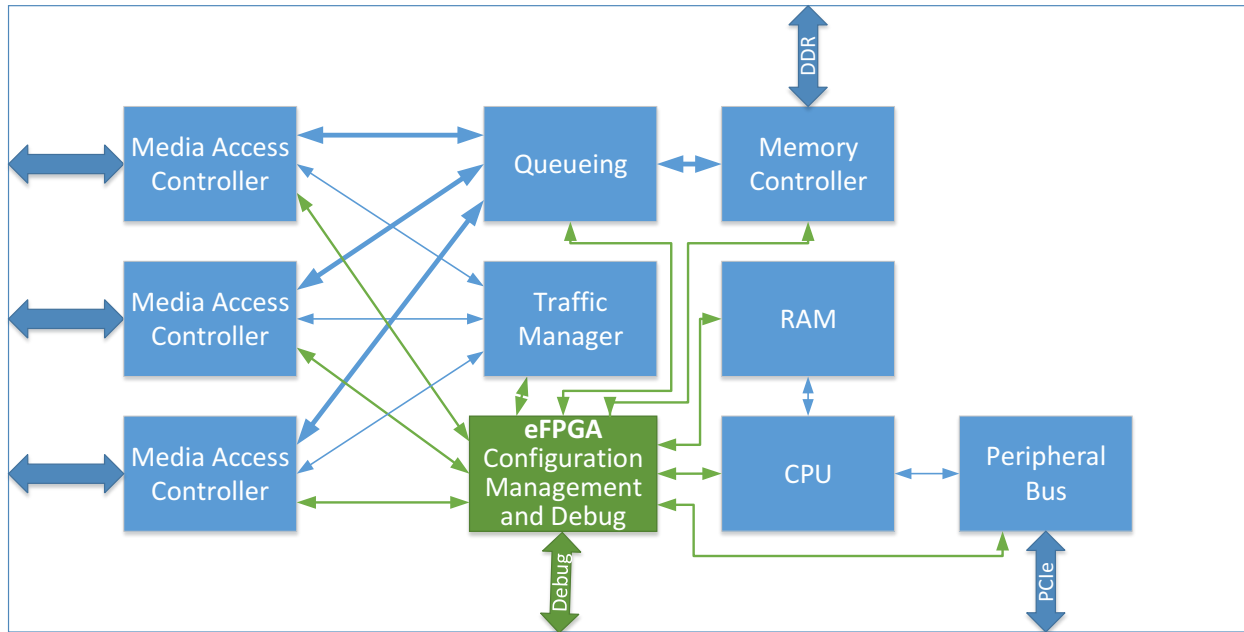 DDR
Media Access
Controller
Queueing
Memory
Controller
Media Access
Controller
Traffic
Manager
RAM
Media Access
Controller
eFPGA
Configuration
Management
and Debug
CPU
Peripheral
Bus
Debug
PCIe